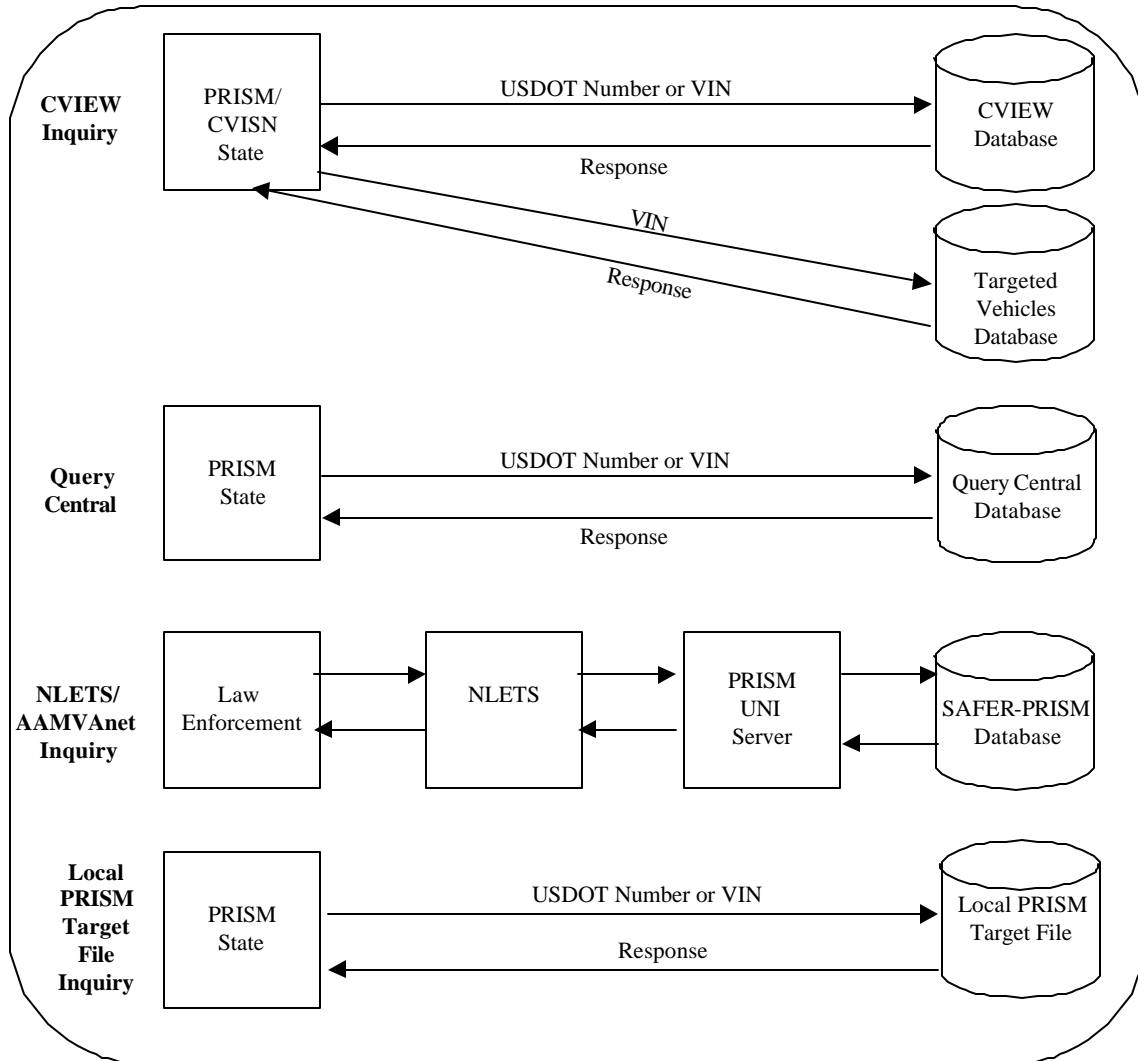 CVIEW
Inquiry
PRISM/
CVISN
State
USDOT Number or VIN
Response
CVIEW
Database
VIN
Response
Targeted
Vehicles
Database
Query
Central
PRISM
State
USDOT Number or VIN
Response
Query Central
Database
NLETS/
AAMVAnet
Inquiry
Law
Enforcement
NLETS
PRISM
UNI
Server
SAFER-PRISM
Database
Local
PRISM
Target
File
Inquiry
PRISM
State
USDOT Number or VIN
Response
Local PRISM
Target File